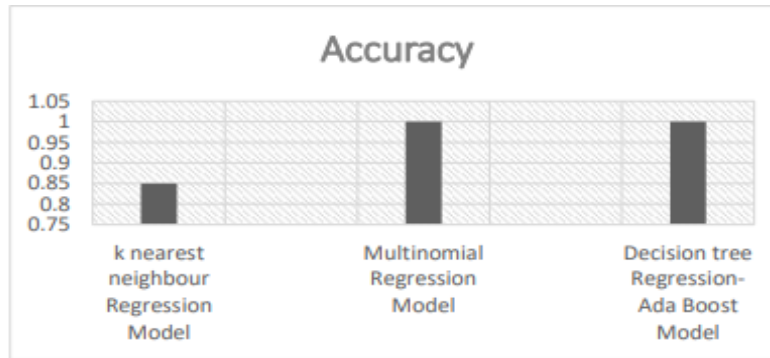 Accuracy
1.05
1
0.95
0.9
0.85
0.8
0.75
k nearest
neighbour
Regression
Model
Multinomial
Regression
Model
Decision tree
Regression-
Ada Boost
Model